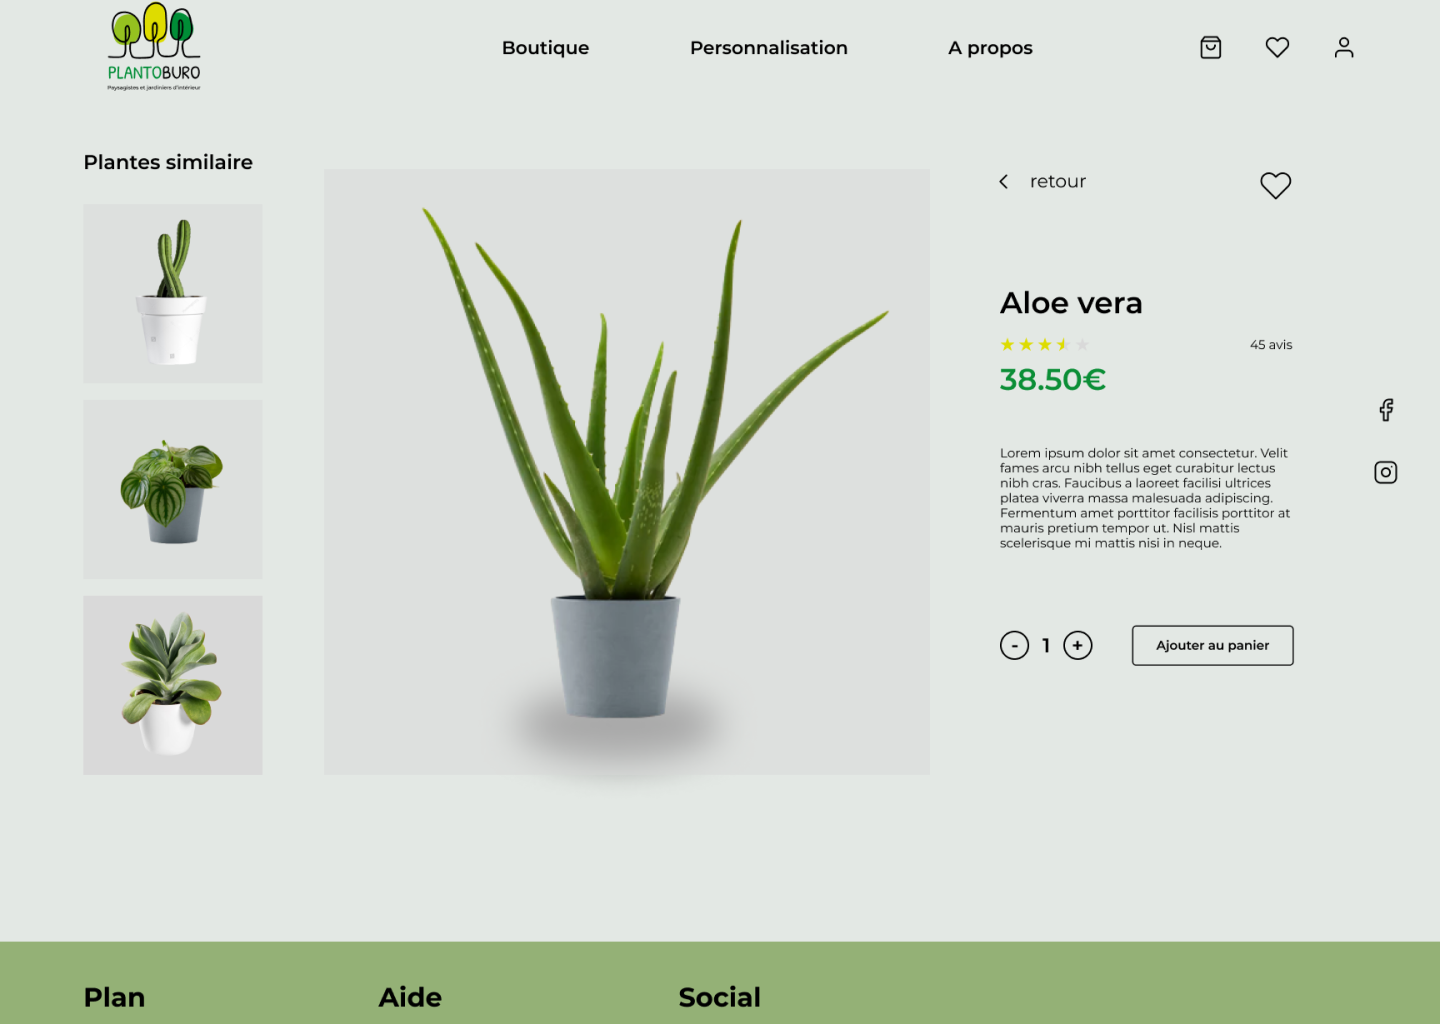 PLANTOBURO
Paysagistes et jardiniers d'intérieur
Boutique
Personnalisation
A propos
Plantes similaire
retour
Aloe vera
45 avis
38.50€
Lorem ipsum dolor sit amet consectetur. Velit
fames arcu nibh tellus eget curabitur lectus
nibh cras. Faucibus a laoreet facilisi ultrices
platea viverra massa malesuada adipiscing.
Fermentum amet porttitor facilisis porttitor at
mauris pretium tempor ut. Nisl mattis
scelerisque mi mattis nisi in neque.
- 1 +
Ajouter au panier
Plan
Aide
Social